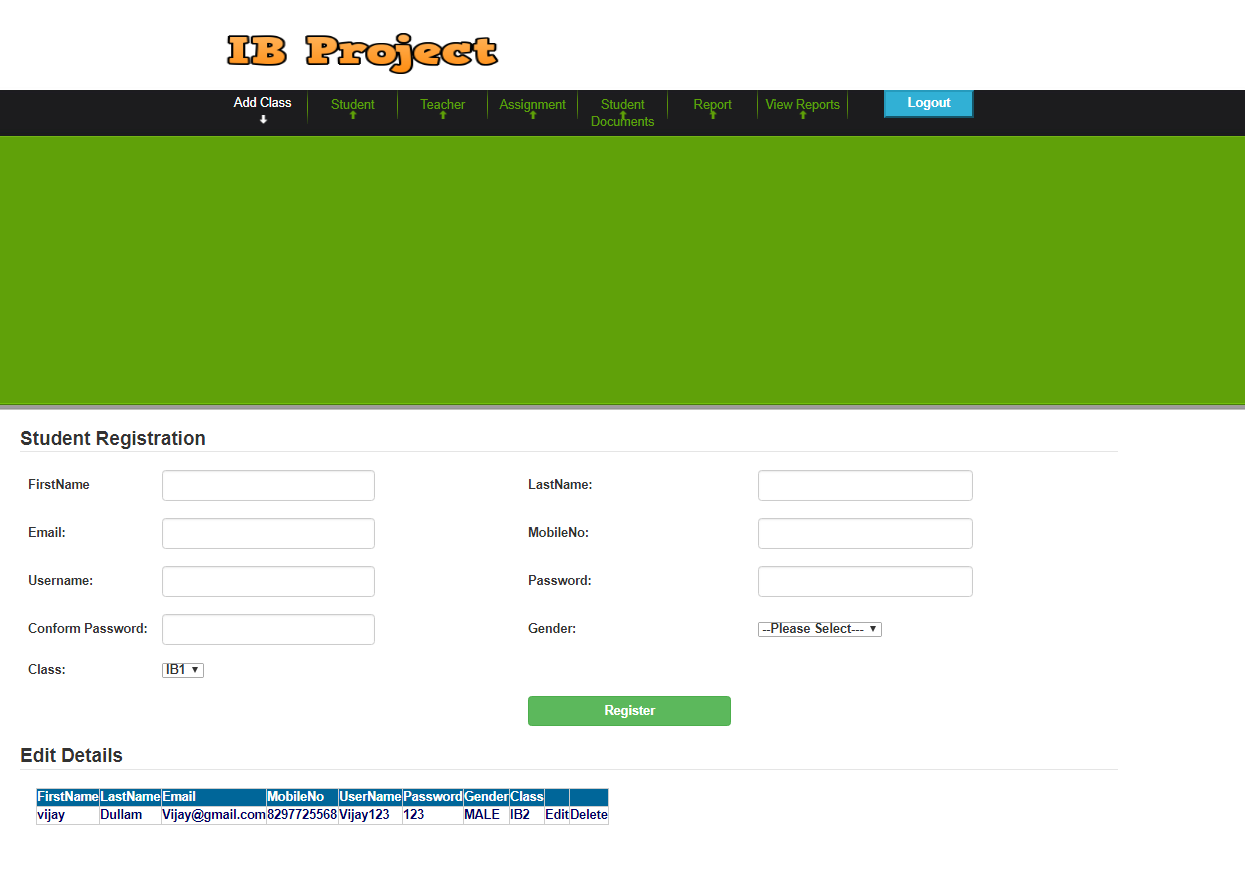 IB Project
Add Class Student Teacher Assignment Student Documents Report View Reports Logout
Student Registration
FirstName LastName:
Email: MobileNo:
Username: Password:
Conform Password: Gender: --Please Select---
Class: IB1
Register
Edit Details
FirstName LastName Email MobileNo UserName Password Gender Class
vijay Dullam Vijay@gmail.com 8297725568 Vijay123 123 MALE IB2 Edit Delete